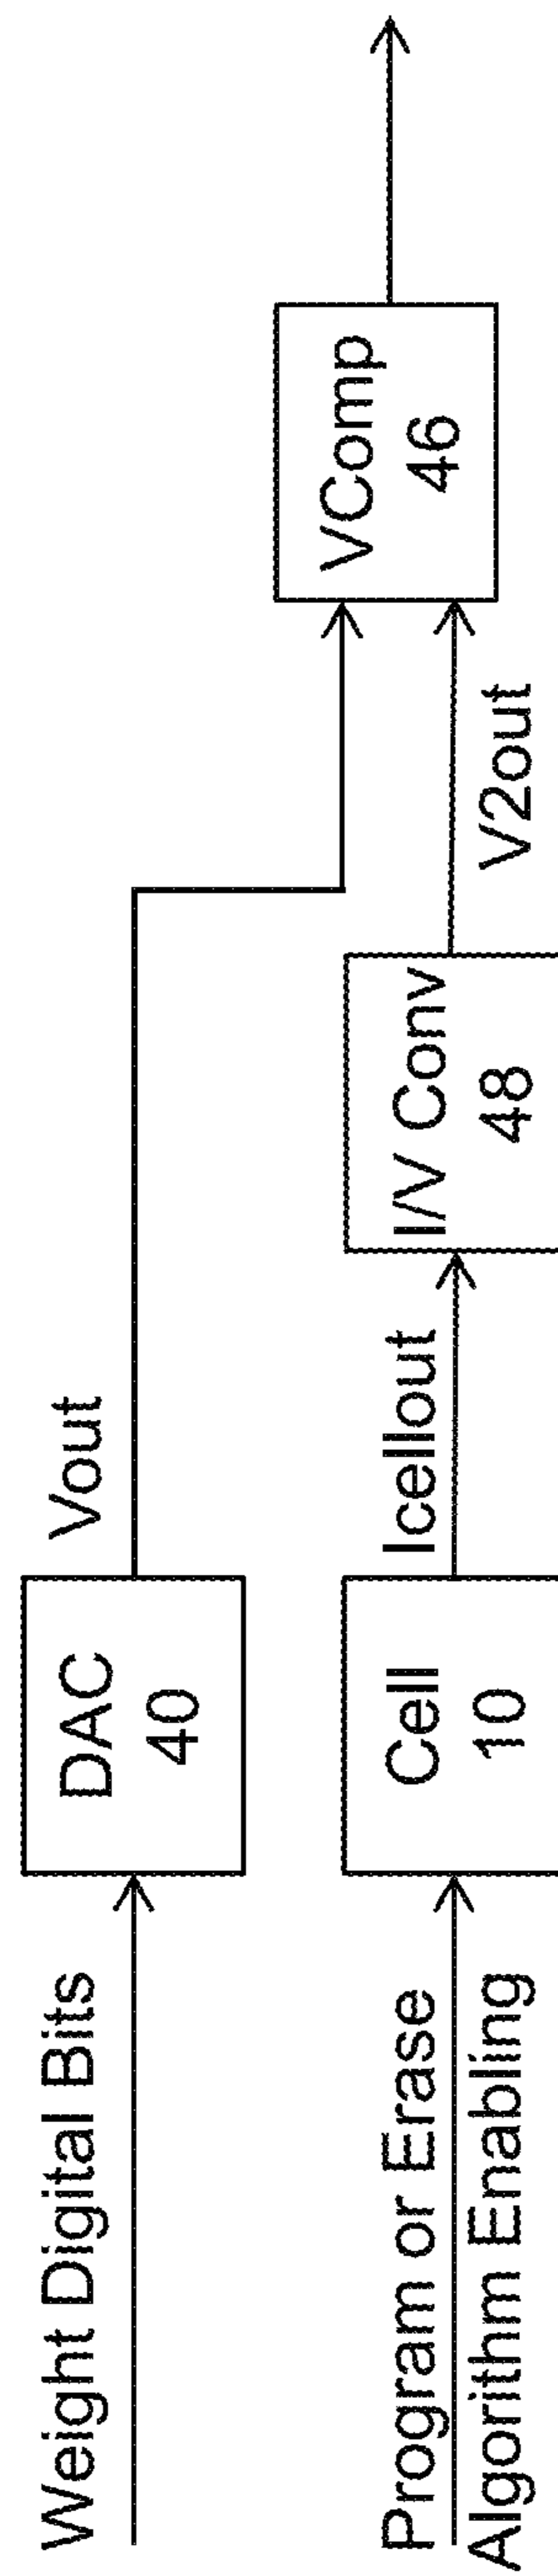 Weight Digital Bits
DAC
40
Vout
Program or Erase
Algorithm Enabling
Cell
10
Icellout
I/V Conv
48
V2out
VComp
46